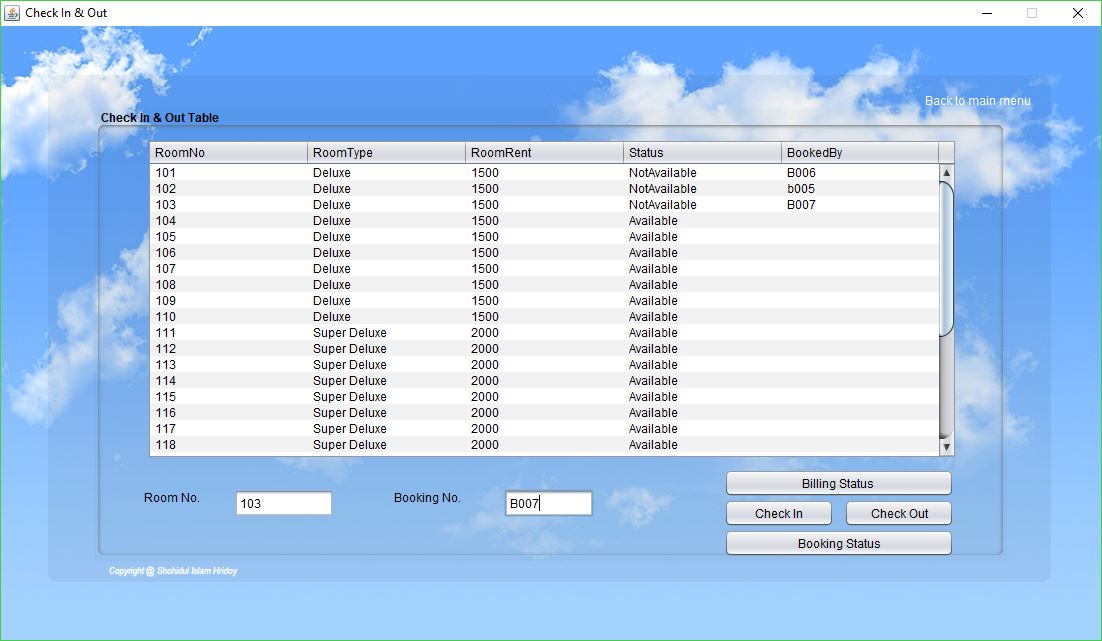 Check In & Out
Back to main menu
Check In & Out Table
RoomNo RoomType RoomRent Status BookedBy
101 Deluxe 1500 NotAvailable B006
102 Deluxe 1500 NotAvailable b005
103 Deluxe 1500 NotAvailable B007
104 Deluxe 1500 Available
105 Deluxe 1500 Available
106 Deluxe 1500 Available
107 Deluxe 1500 Available
108 Deluxe 1500 Available
109 Deluxe 1500 Available
110 Deluxe 1500 Available
111 Super Deluxe 2000 Available
112 Super Deluxe 2000 Available
113 Super Deluxe 2000 Available
114 Super Deluxe 2000 Available
115 Super Deluxe 2000 Available
116 Super Deluxe 2000 Available
117 Super Deluxe 2000 Available
118 Super Deluxe 2000 Available
Room No. 103 Booking No. B007
Billing Status
Check In Check Out
Booking Status
Copyright @ Shohidul Islam Hridoy